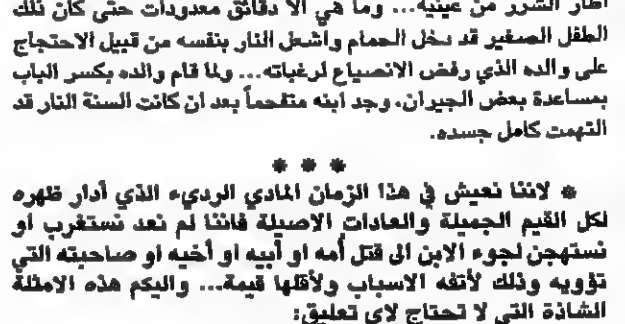 اطار الشرر من عينيه... وما هي الا دقائق معدودات حتى كان ذلك
الطفل الصغير قد دخل الحمام واشعل النار بنفسه من قبيل الاحتجاج
على والده الذي رفض الانصياع لرغباته... ولما قام والده بكسر الباب
بمساعدة بعض الجيران، وجد ابنه متفحماً بعد ان كانت السنة النار قد
التهمت كامل جسده.
* * *
* لاننا نعيش في هذا الزمان المادي الرديء الذي أدار ظهره
لكل القيم الجميلة والعادات الاصيلة فاننا لم نعد نستغرب او
نستهجن لجوء الابن الى قتل أمه او أبيه او أخيه او صاحبته التي
تؤويه وذلك لأتفه الاسباب ولأقلها قيمة... واليكم هذه الامثلة
الشاذة التي لا تحتاج لاي تعليق: